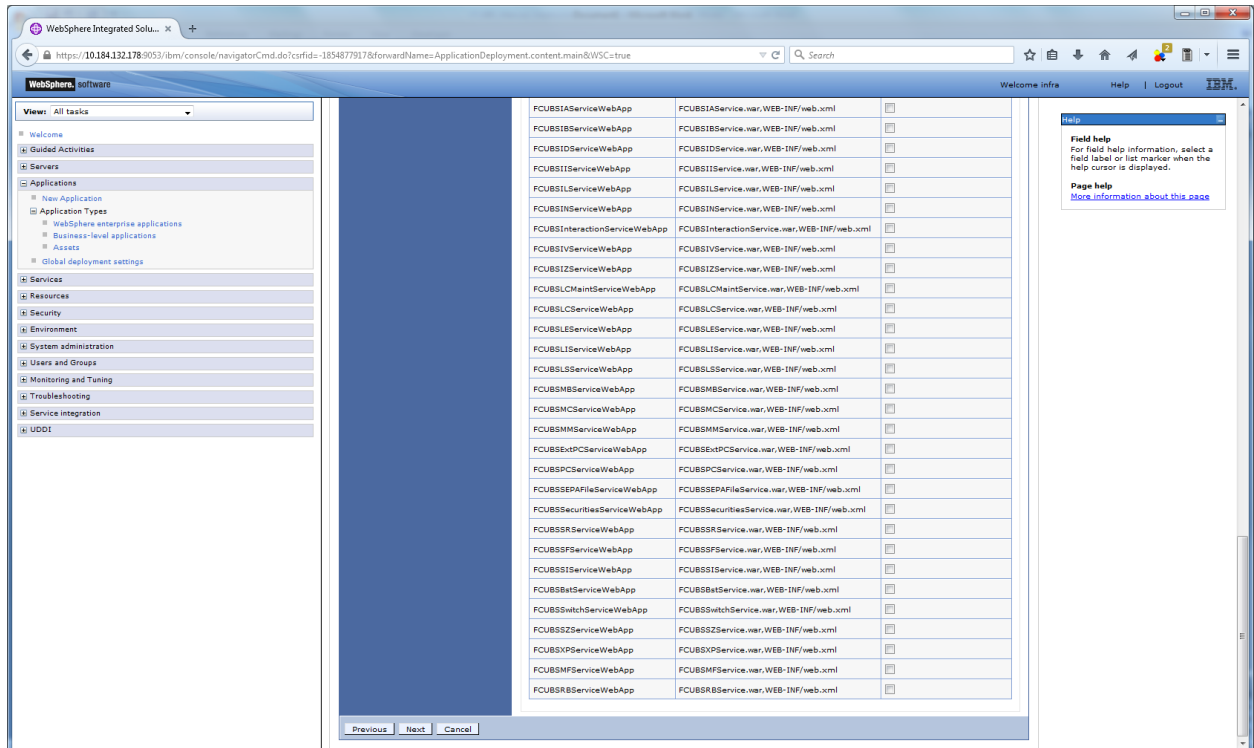 WebSphere Integrated Solu... × +
https://10.184.132.178:9053/ibm/console/navigatorCmd.do?csrfid=-1854877917&forwardName=ApplicationDeployment.content.main&WSC=true
Search
2
WebSphere. software
Welcome infra
Help | Logout
IBM.
View: All tasks
Welcome
Guided Activities
Servers
Applications
New Application
Application Types
WebSphere enterprise applications
Business-level applications
Assets
Global deployment settings
Services
Resources
Security
Environment
System administration
Users and Groups
Monitoring and Tuning
Troubleshooting
Service integration
UDDI
FCUBSIAServiceWebApp FCUBSIAService.war,WEB-INF/web.xml
FCUBSIBServiceWebApp FCUBSIBService.war,WEB-INF/web.xml
FCUBSIDServiceWebApp FCUBSIDService.war,WEB-INF/web.xml
FCUBSIIServiceWebApp FCUBSIIService.war,WEB-INF/web.xml
FCUBSILServiceWebApp FCUBSILService.war,WEB-INF/web.xml
FCUBSINServiceWebApp FCUBSINService.war,WEB-INF/web.xml
FCUBSInteractionServiceWebApp FCUBSInteractionService.war,WEB-INF/web.xml
FCUBSIVServiceWebApp FCUBSIVService.war,WEB-INF/web.xml
FCUBSIZServiceWebApp FCUBSIZService.war,WEB-INF/web.xml
FCUBSLCMaintServiceWebApp FCUBSLCMaintService.war,WEB-INF/web.xml
FCUBSLCServiceWebApp FCUBSLCService.war,WEB-INF/web.xml
FCUBSLEServiceWebApp FCUBSLEService.war,WEB-INF/web.xml
FCUBSLIServiceWebApp FCUBSLIService.war,WEB-INF/web.xml
FCUBSLSServiceWebApp FCUBSLSService.war,WEB-INF/web.xml
FCUBSMBServiceWebApp FCUBSMBService.war,WEB-INF/web.xml
FCUBSMCServiceWebApp FCUBSMCService.war,WEB-INF/web.xml
FCUBSMMServiceWebApp FCUBSMMService.war,WEB-INF/web.xml
FCUBSExtPCServiceWebApp FCUBSExtPCService.war,WEB-INF/web.xml
FCUBSPCServiceWebApp FCUBSPCService.war,WEB-INF/web.xml
FCUBSSEPAFileServiceWebApp FCUBSSEPAFileService.war,WEB-INF/web.xml
FCUBSSecuritiesServiceWebApp FCUBSSecuritiesService.war,WEB-INF/web.xml
FCUBSSRServiceWebApp FCUBSSRService.war,WEB-INF/web.xml
FCUBSSFServiceWebApp FCUBSSFService.war,WEB-INF/web.xml
FCUBSSIServiceWebApp FCUBSSIService.war,WEB-INF/web.xml
FCUBSBstServiceWebApp FCUBSBstService.war,WEB-INF/web.xml
FCUBSSwitchServiceWebApp FCUBSSwitchService.war,WEB-INF/web.xml
FCUBSSZServiceWebApp FCUBSSZService.war,WEB-INF/web.xml
FCUBSXPServiceWebApp FCUBSXPService.war,WEB-INF/web.xml
FCUBSMFServiceWebApp FCUBSMFService.war,WEB-INF/web.xml
FCUBSRBServiceWebApp FCUBSRBService.war,WEB-INF/web.xml
Previous Next Cancel
Help
Field help
For field help information, select a
field label or list marker when the
help cursor is displayed.
Page help
More information about this page